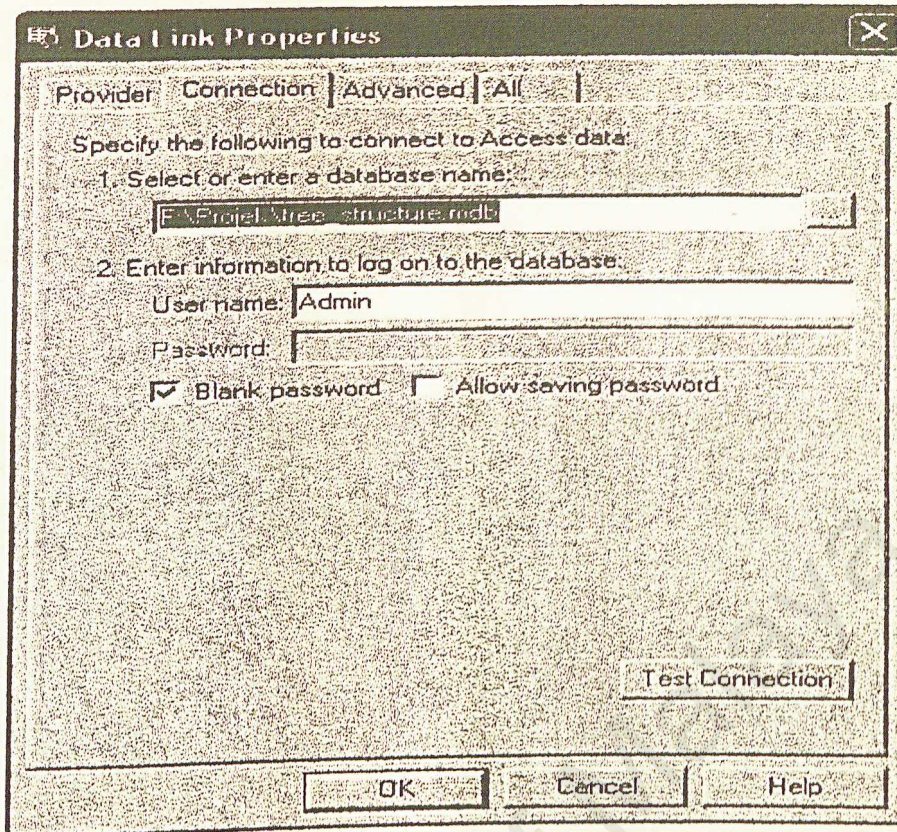 Data Link Properties
Provider Connection Advanced All
Specify the following to connect to Access data:
1. Select or enter a database name:
tree_structure.mdb ...
2. Enter information to log on to the database:
User name: Admin
Password:
Blank password Allow saving password
Test Connection
OK Cancel Help